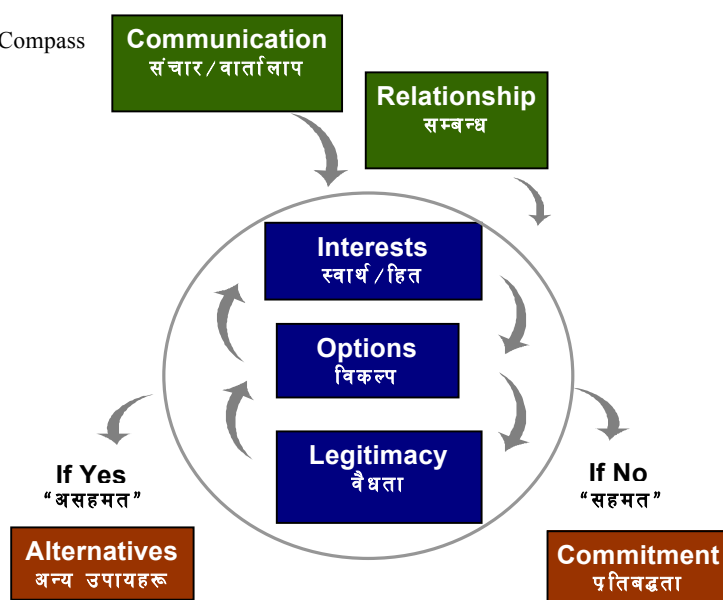 Compass
Communication
संचार/वार्तालाप
Relationship
सम्बन्ध
Interests
स्वार्थ/हित
Options
विकल्प
Legitimacy
वैधता
If Yes
“असहमत”
If No
“सहमत”
Alternatives
अन्य उपायहरू
Commitment
प्रतिबद्धता